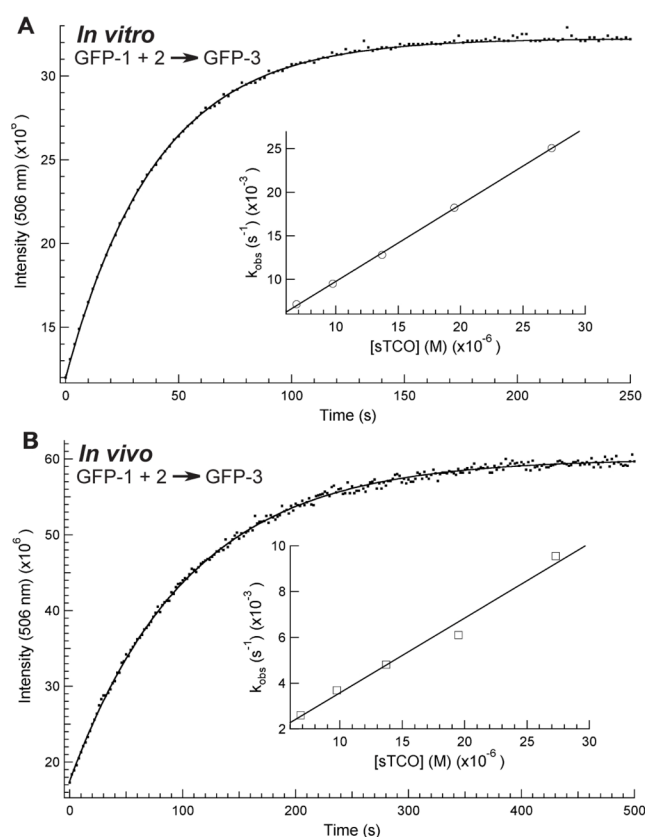 A
In vitro
GFP-1 + 2 → GFP-3
Intensity (506 nm) (x10°)
30
25
20
15
k_obs (s⁻¹) (x10⁻³)
25
20
15
10
10
15
20
25
30
[sTCO] (M) (x10⁻⁶)
0
50
100
150
200
250
Time (s)
B
In vivo
GFP-1 + 2 → GFP-3
Intensity (506 nm) (x10⁶)
60
50
40
30
20
k_obs (s⁻¹) (x10⁻³)
10
8
6
4
2
10
15
20
25
30
[sTCO] (M) (x10⁻⁶)
0
100
200
300
400
500
Time (s)